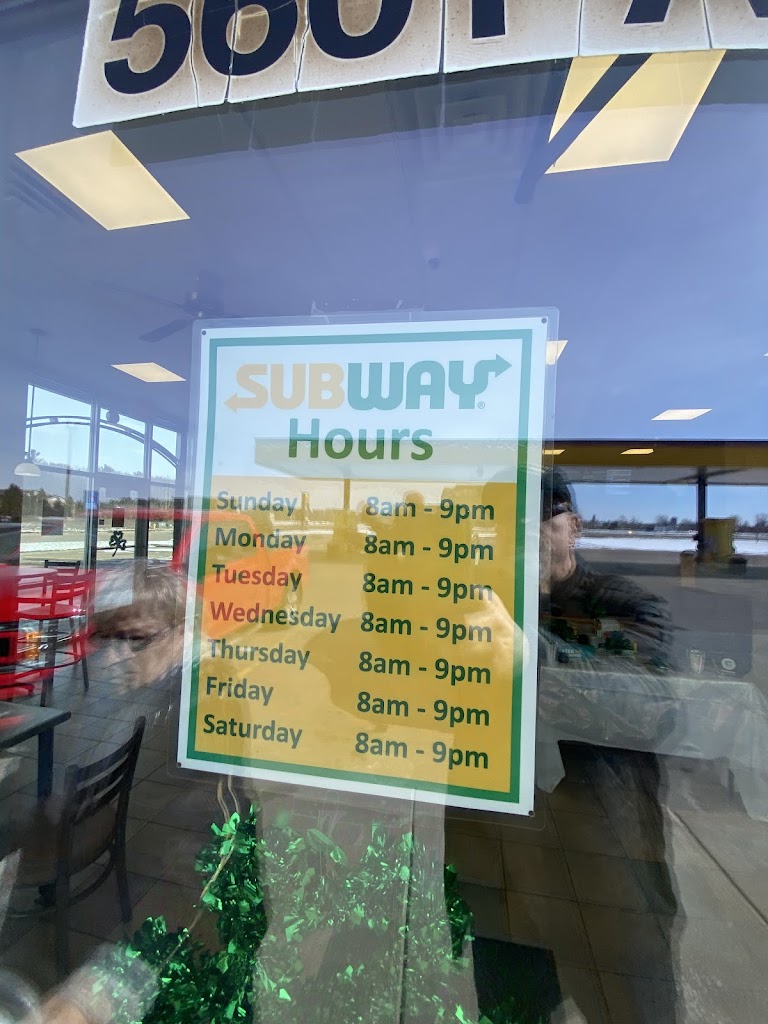 5601
SUBWAY®
Hours
Sunday 8am - 9pm
Monday 8am - 9pm
Tuesday 8am - 9pm
Wednesday 8am - 9pm
Thursday 8am - 9pm
Friday 8am - 9pm
Saturday 8am - 9pm